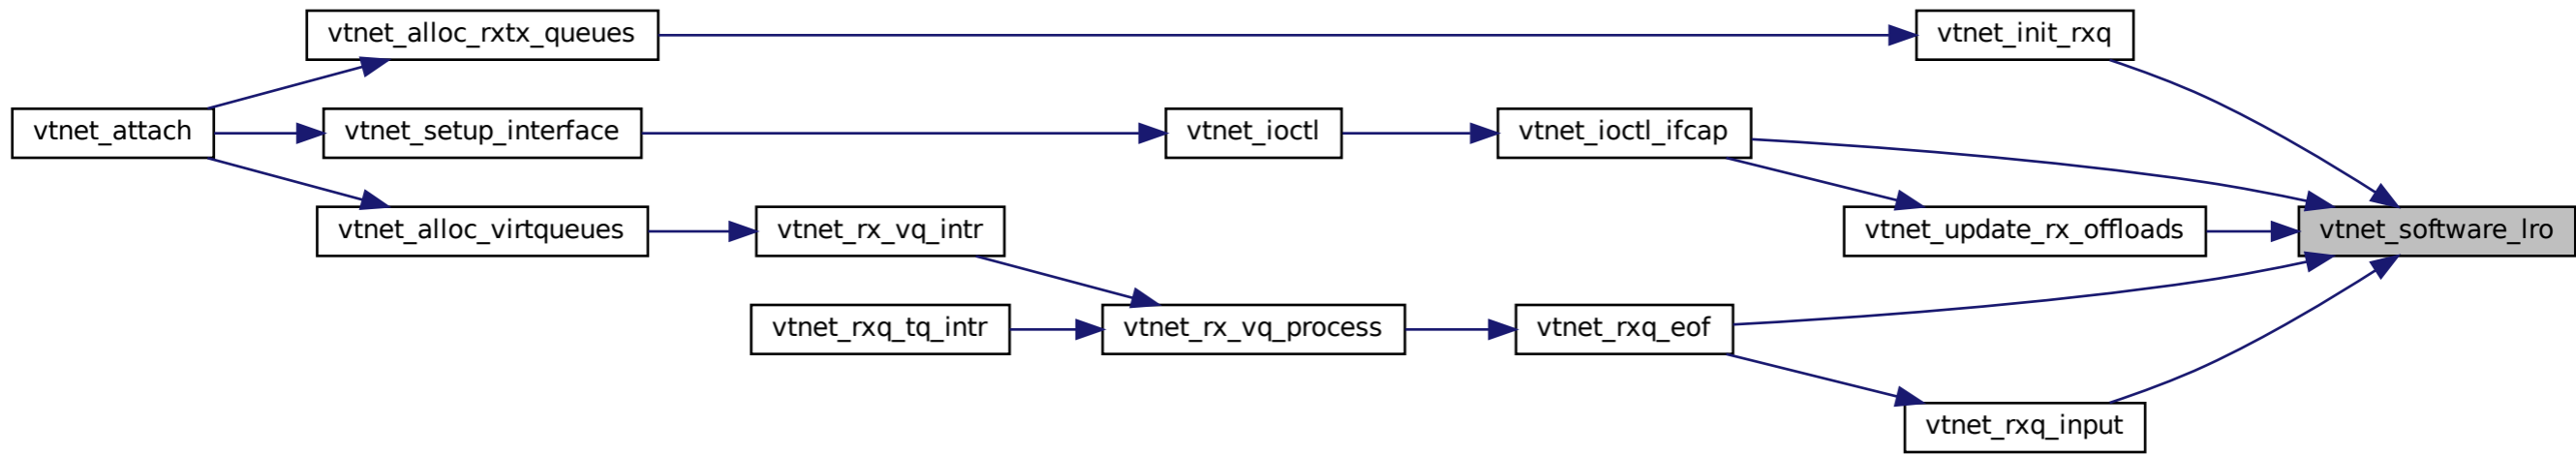 vtnet_alloc_rxtx_queues
vtnet_init_rxq
vtnet_attach
vtnet_setup_interface
vtnet_ioctl
vtnet_ioctl_ifcap
vtnet_alloc_virtqueues
vtnet_rx_vq_intr
vtnet_update_rx_offloads
vtnet_software_lro
vtnet_rxq_tq_intr
vtnet_rx_vq_process
vtnet_rxq_eof
vtnet_rxq_input